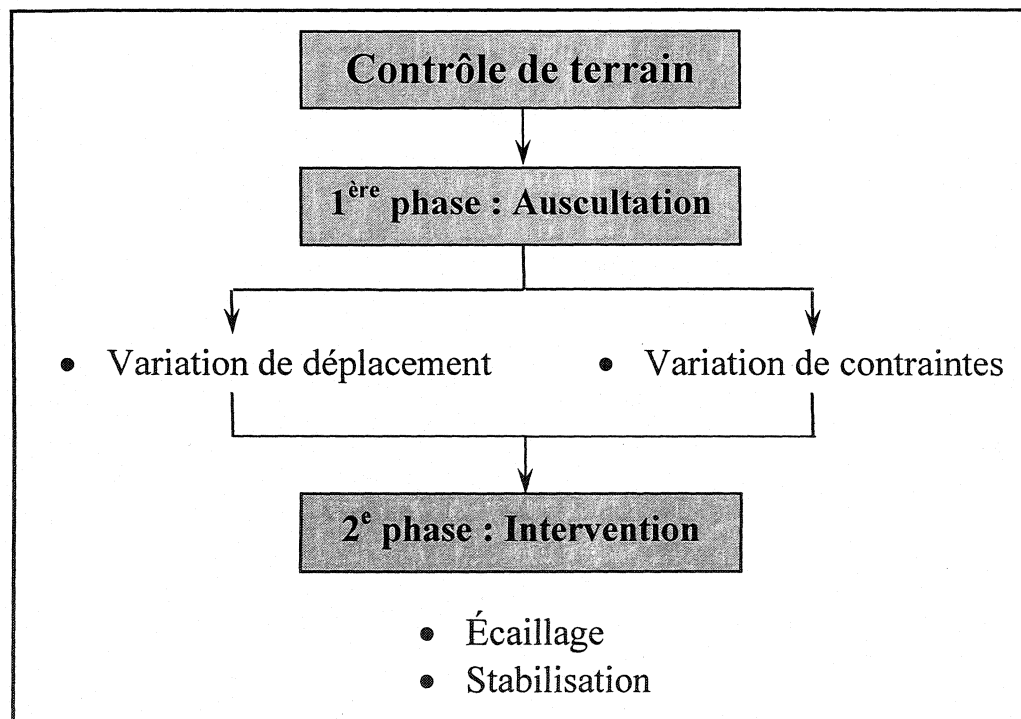 Contrôle de terrain
1ère phase : Auscultation
• Variation de déplacement
• Variation de contraintes
2e phase : Intervention
• Écaillage
• Stabilisation